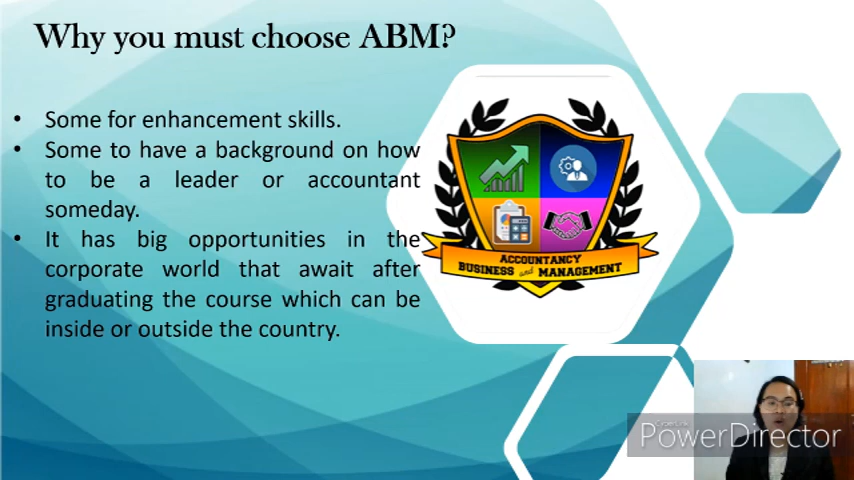 Why you must choose ABM?
• Some for enhancement skills.
• Some to have a background on how
to be a leader or accountant
someday.
• It has big opportunities in the
corporate world that await after
graduating the course which can be
inside or outside the country.
ACCOUNTANCY
BUSINESS and MANAGEMENT
CyberLink
PowerDirector